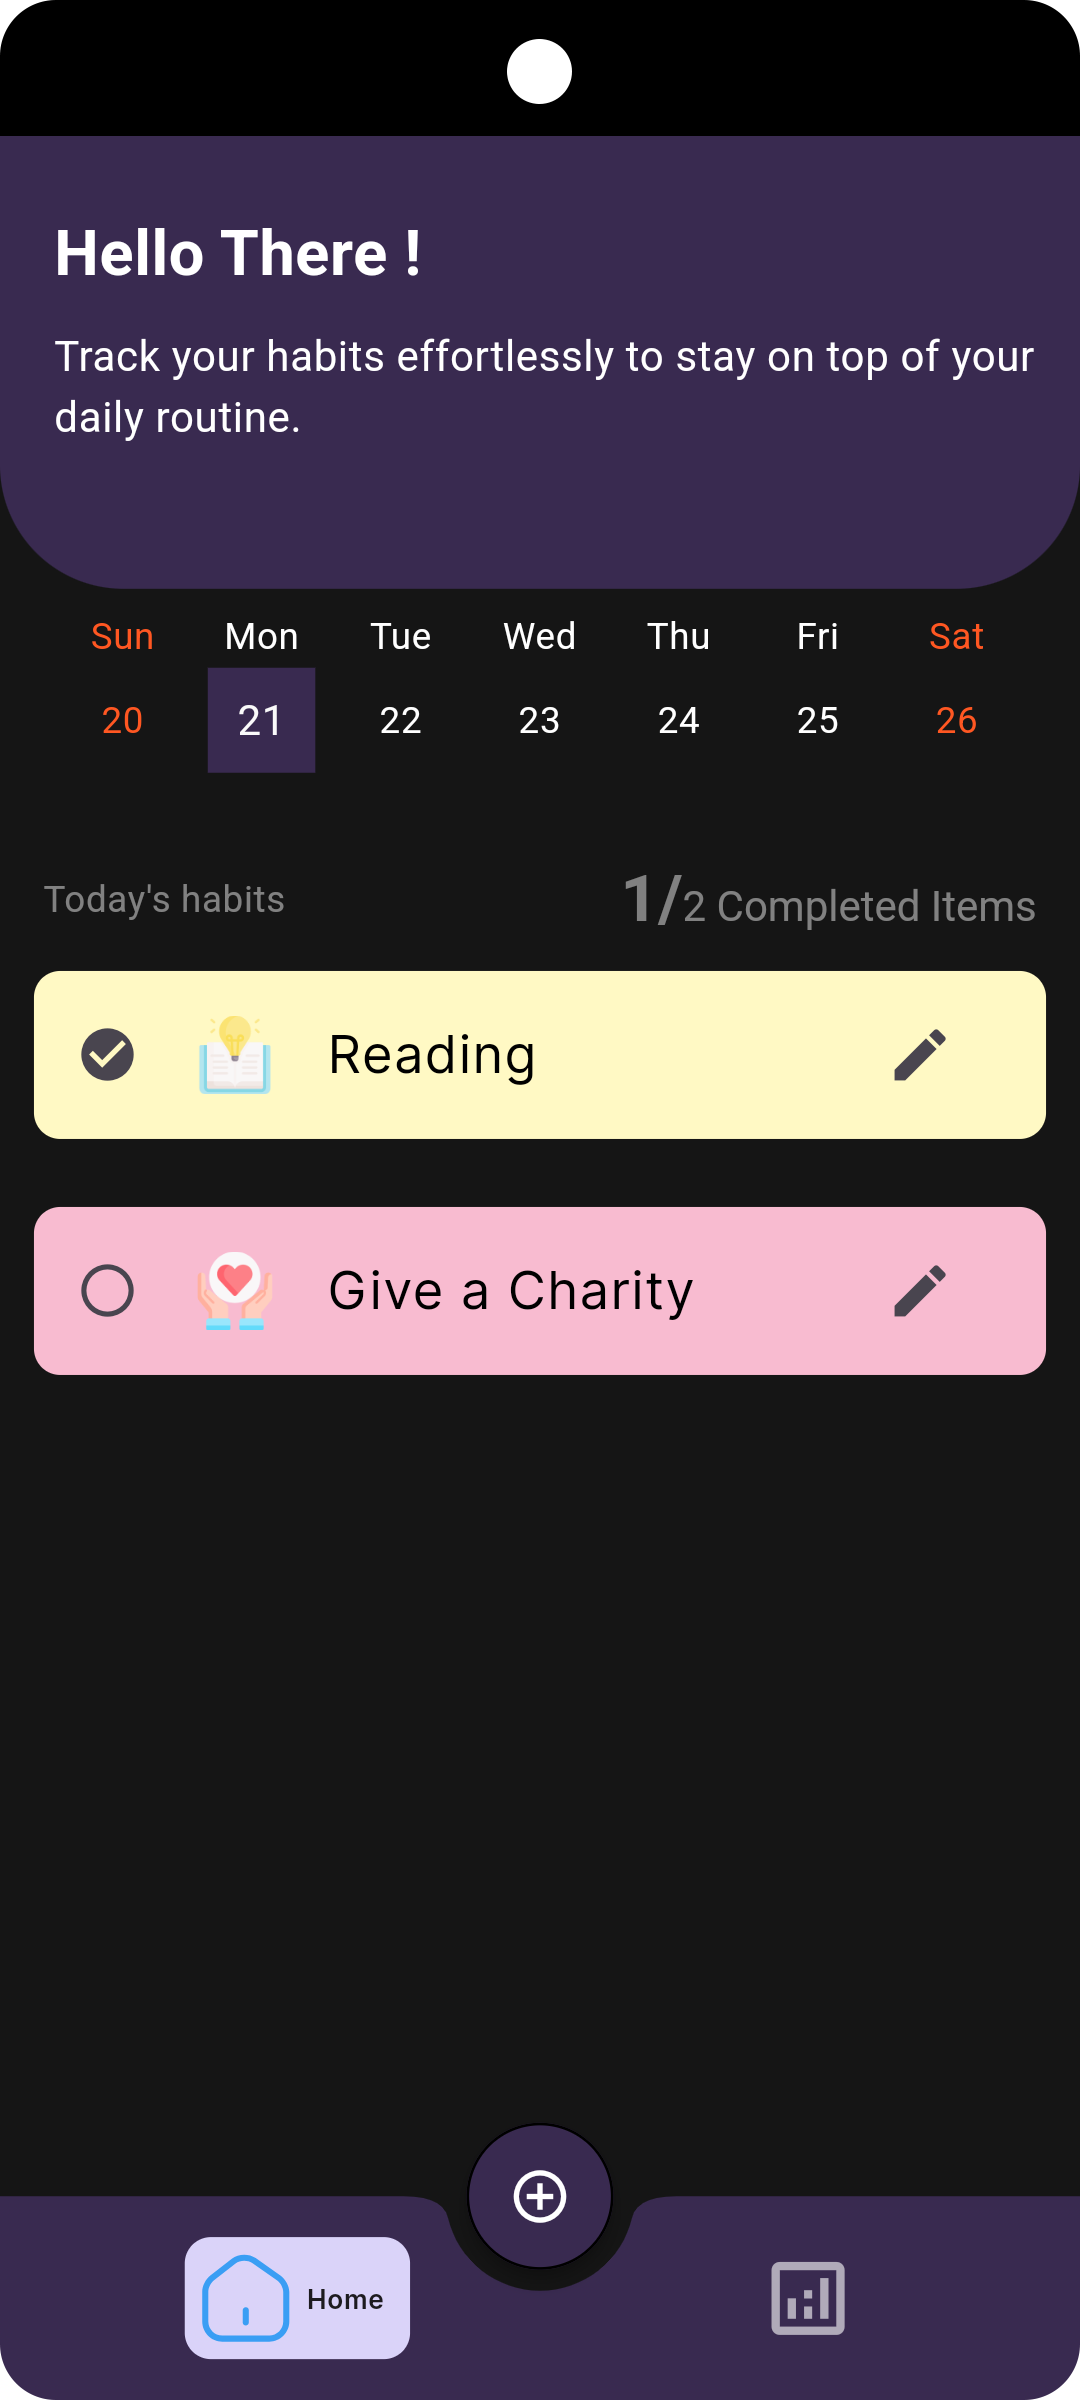 Hello There !
Track your habits effortlessly to stay on top of your
daily routine.
Sun Mon Tue Wed Thu Fri Sat
20 21 22 23 24 25 26
Today's habits 1/2 Completed Items
Reading
Give a Charity
Home